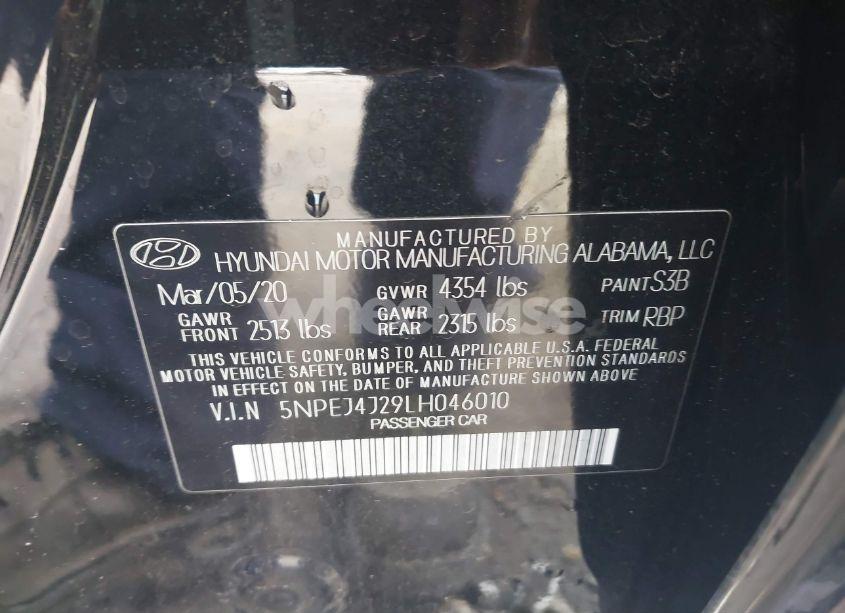 MANUFACTURED BY
HYUNDAI MOTOR MANUFACTURING ALABAMA, LLC
Mar/05/20 GVWR 4354 lbs PAINT S3B
GAWR FRONT 2513 lbs GAWR REAR 2315 lbs TRIM RBP
THIS VEHICLE CONFORMS TO ALL APPLICABLE U.S.A. FEDERAL
MOTOR VEHICLE SAFETY, BUMPER, AND THEFT PREVENTION STANDARDS
IN EFFECT ON THE DATE OF MANUFACTURE SHOWN ABOVE
V.I.N 5NPEJ4J29LH046010
PASSENGER CAR
wheelwise